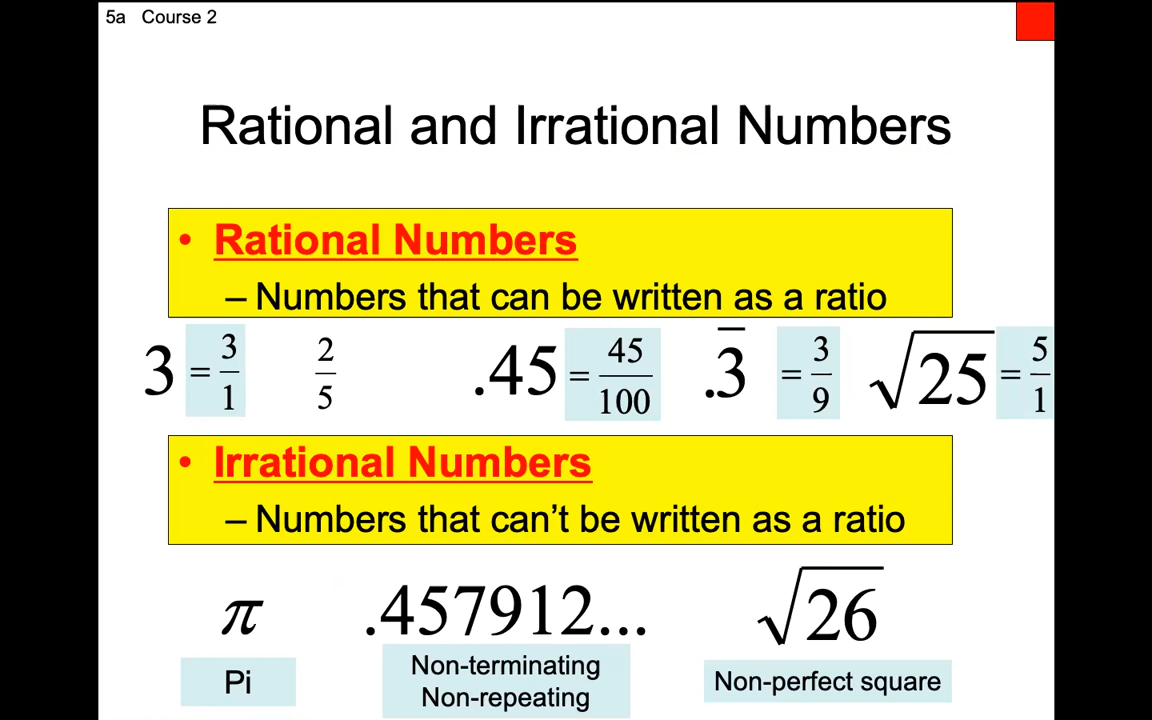 5a Course 2
Rational and Irrational Numbers
• Rational Numbers
– Numbers that can be written as a ratio
3 = 3/1 2/5 .45 = 45/100 .3̅ = 3/9 √25 = 5/1
• Irrational Numbers
– Numbers that can’t be written as a ratio
π .457912... √26
Pi Non-terminating Non-perfect square
Non-repeating